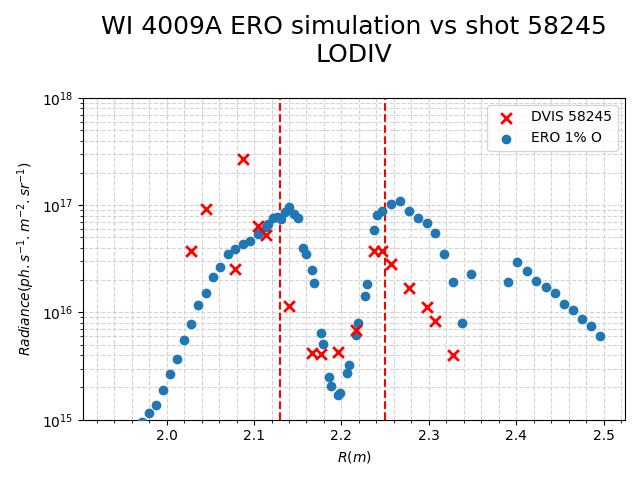 WI 4009A ERO simulation vs shot 58245
LODIV
10^18
10^17
10^16
10^15
Radiance(ph. s^-1. m^-2. sr^-1)
DVIS 58245
ERO 1% O
2.0 2.1 2.2 2.3 2.4 2.5
R(m)